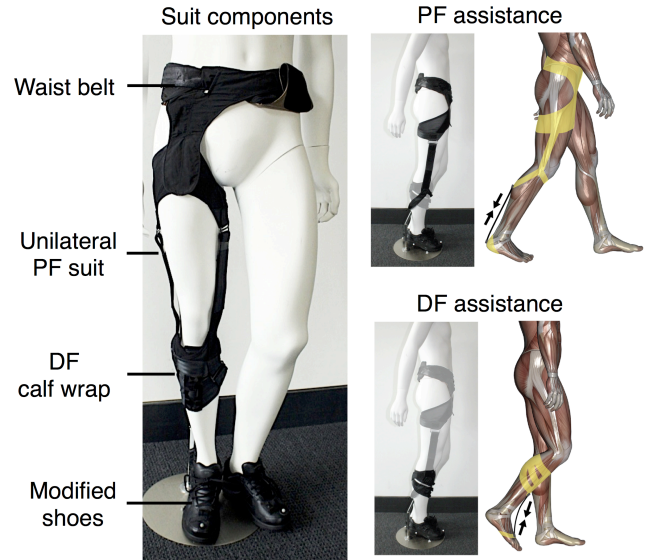 Suit components
Waist belt
Unilateral
PF suit
DF
calf wrap
Modified
shoes
PF assistance
DF assistance